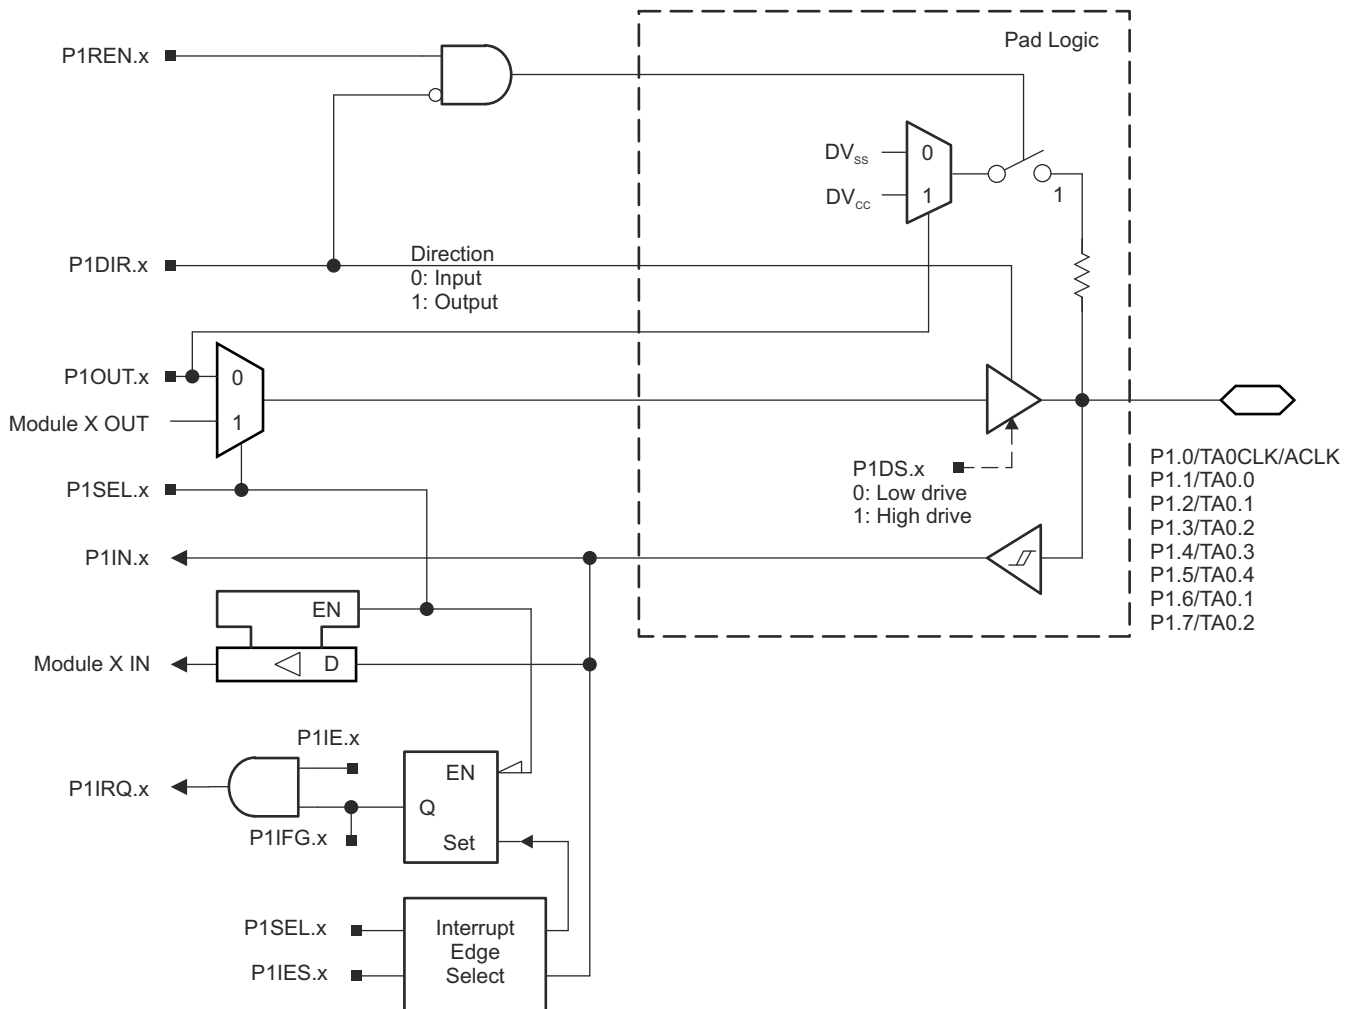 Pad Logic
P1REN.x
DVSS
0
DVCC
1
1
P1DIR.x
Direction
0: Input
1: Output
P1OUT.x
0
Module X OUT
1
P1SEL.x
P1DS.x
0: Low drive
1: High drive
P1.0/TA0CLK/ACLK
P1.1/TA0.0
P1.2/TA0.1
P1.3/TA0.2
P1.4/TA0.3
P1.5/TA0.4
P1.6/TA0.1
P1.7/TA0.2
P1IN.x
EN
Module X IN
D
P1IE.x
EN
P1IRQ.x
Q
P1IFG.x
Set
P1SEL.x
Interrupt
Edge
Select
P1IES.x